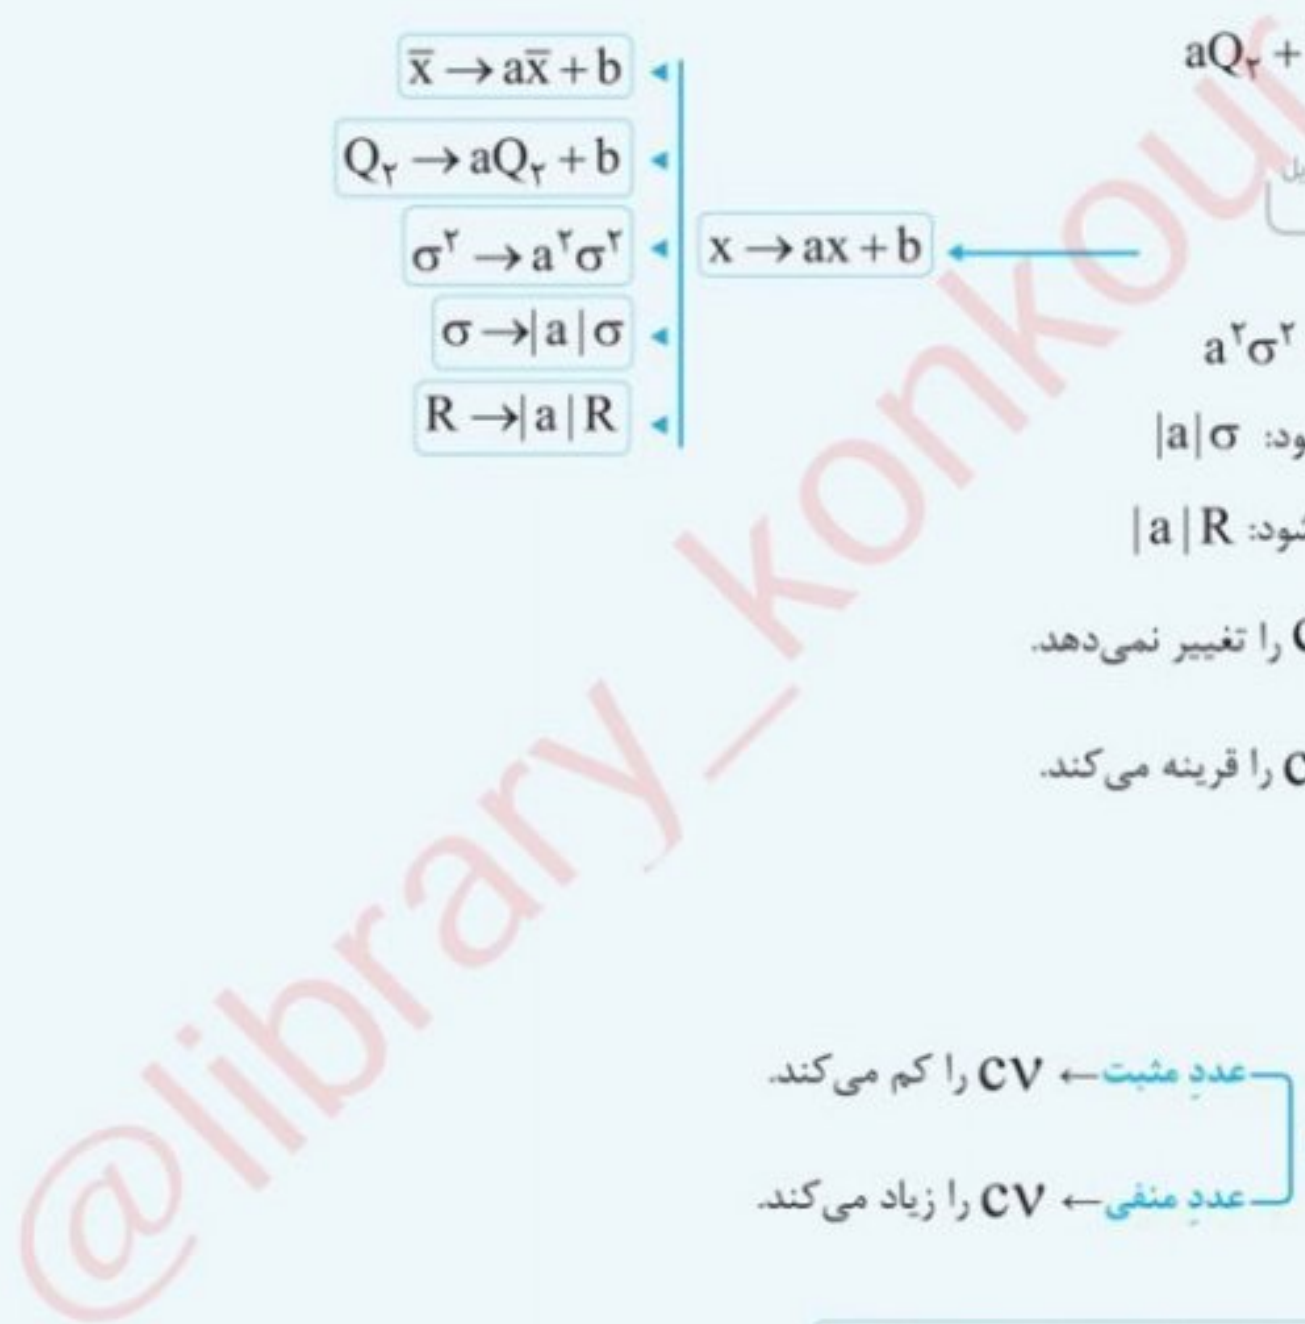 x̄ → ax̄ + b
Q۲ → aQ۲ + b
σ۲ → a۲σ۲
σ → |a|σ
R → |a|R
x → ax + b
aQ۲ +
a۲σ۲
|a|σ
|a|R
را تغییر نمی‌دهد.
را قرینه می‌کند.
عددِ مثبت ← CV را کم می‌کند.
عددِ منفی ← CV را زیاد می‌کند.
@library_konkour